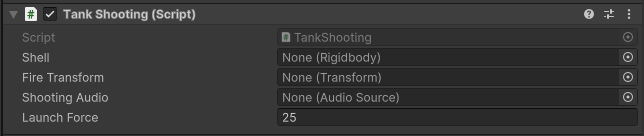 # Tank Shooting (Script)
Script # TankShooting
Shell None (Rigidbody)
Fire Transform None (Transform)
Shooting Audio None (Audio Source)
Launch Force 25